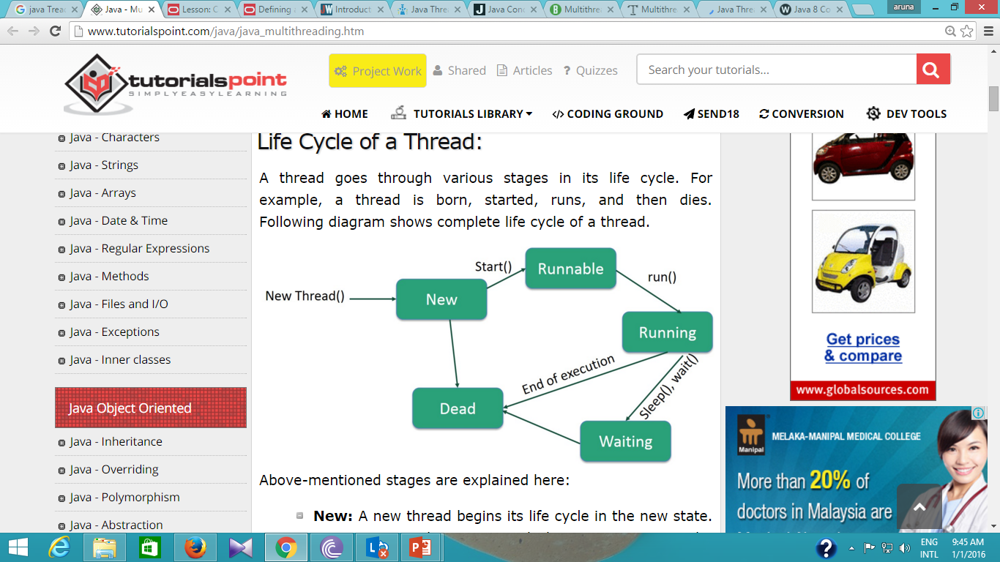 java Trea
Java - Mu
Lesson: C
Defining
Introducti
Java Thre
Java Con
Multithre
Multithre
Java Thre
Java 8 Co
aruna
www.tutorialspoint.com/java/java_multithreading.htm
tutorialspoint
SIMPLYEASYLEARNING
Project Work
Shared
Articles
? Quizzes
Search your tutorials...
HOME
TUTORIALS LIBRARY
</> CODING GROUND
SEND18
CONVERSION
DEV TOOLS
Java - Characters
Java - Strings
Java - Arrays
Java - Date & Time
Java - Regular Expressions
Java - Methods
Java - Files and I/O
Java - Exceptions
Java - Inner classes
Java Object Oriented
Java - Inheritance
Java - Overriding
Java - Polymorphism
Java - Abstraction
Life Cycle of a Thread:
A thread goes through various stages in its life cycle. For
example, a thread is born, started, runs, and then dies.
Following diagram shows complete life cycle of a thread.
New Thread()
New
Start()
Runnable
run()
Running
End of execution
Sleep(), wait()
Dead
Waiting
Above-mentioned stages are explained here:
New: A new thread begins its life cycle in the new state.
Get prices
& compare
www.globalsources.com
Manipal
MELAKA-MANIPAL MEDICAL COLLEGE
More than 20% of
doctors in Malaysia are
ENG
INTL
9:45 AM
1/1/2016